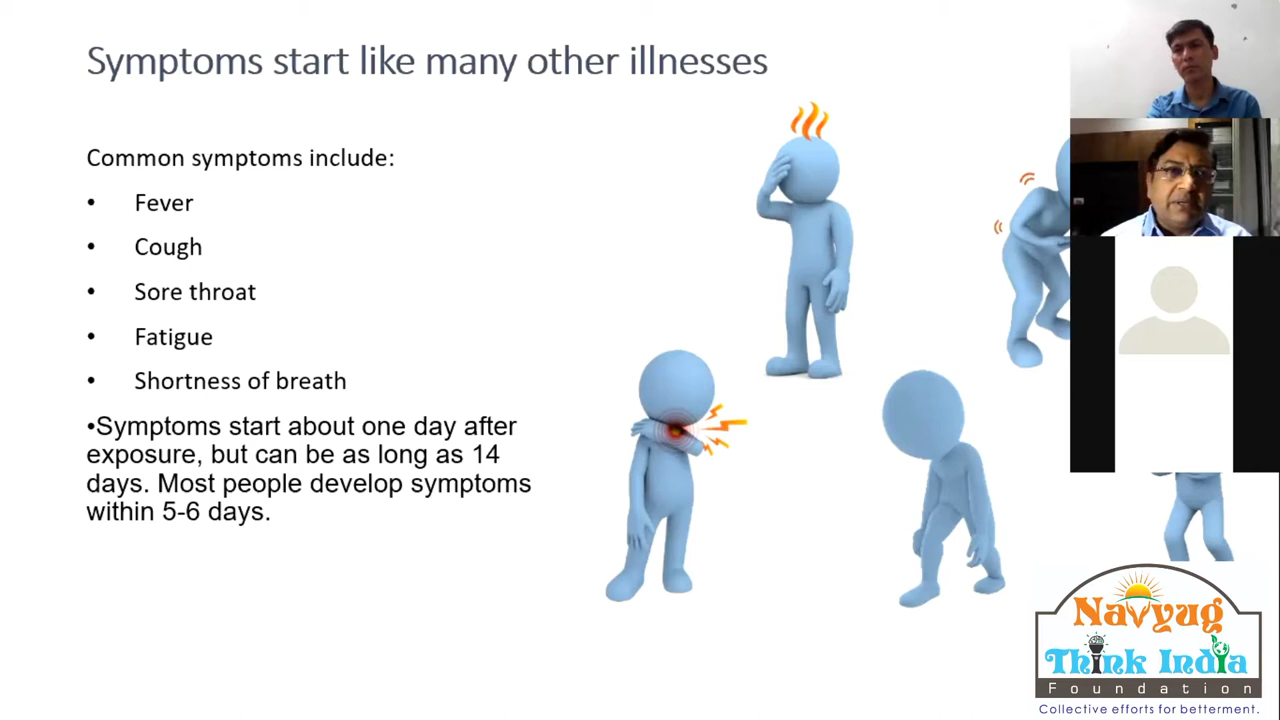 Symptoms start like many other illnesses
Common symptoms include:
• Fever
• Cough
• Sore throat
• Fatigue
• Shortness of breath
•Symptoms start about one day after
exposure, but can be as long as 14
days. Most people develop symptoms
within 5-6 days.
Navyug
Think India
Foundation
Collective efforts for betterment.